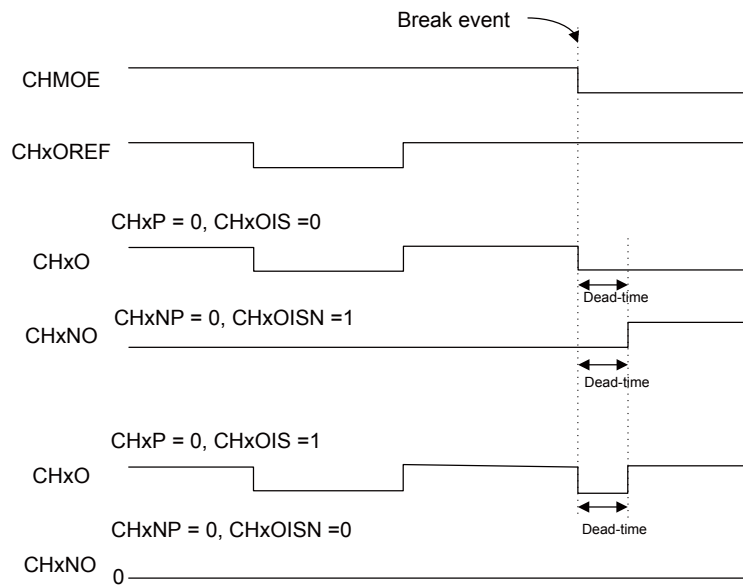 Break event
CHMOE
CHxOREF
CHxP = 0, CHxOIS =0
CHxO
Dead-time
CHxNP = 0, CHxOISN =1
CHxNO
Dead-time
CHxP = 0, CHxOIS =1
CHxO
Dead-time
CHxNP = 0, CHxOISN =0
CHxNO 0